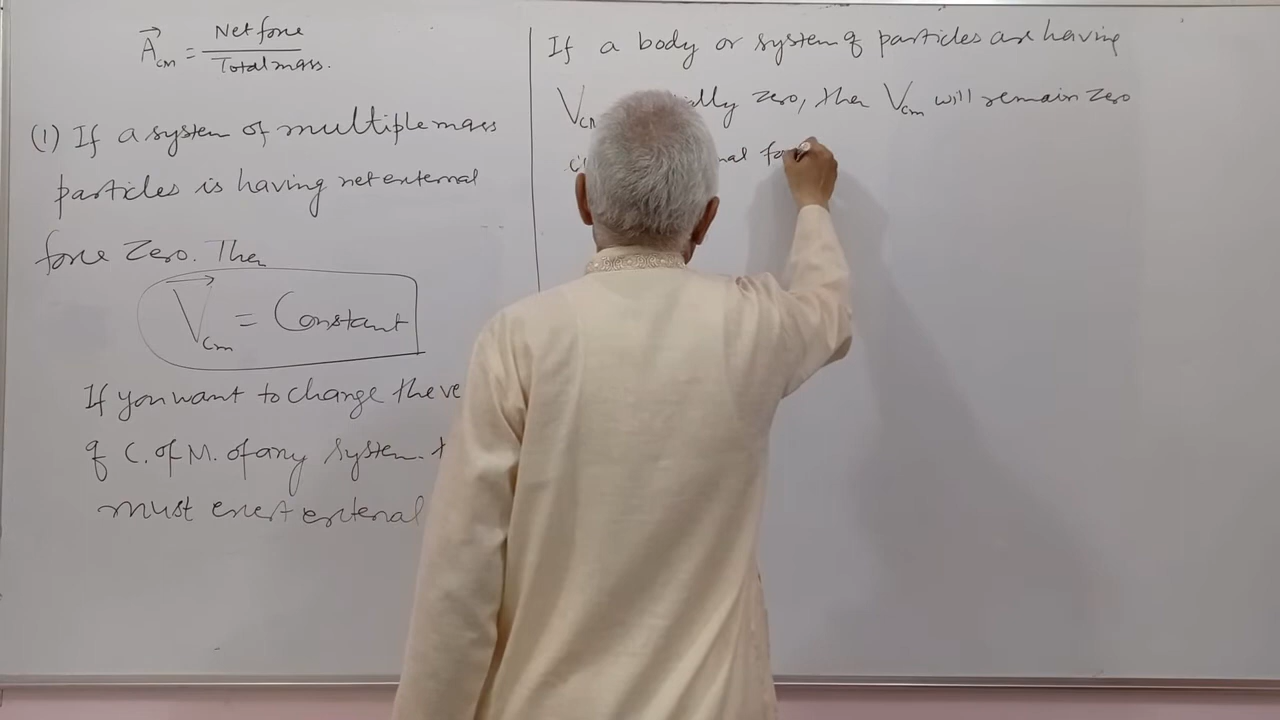 A⃗cm = Net force / Total mass.
(1) If a system of multiple mass
particles is having net external
force Zero. Then
V⃗cm = Constant
If you want to change the ve
of C. of M. of any system.
must exert external
If a body or system of particles are having
zero, then Vcm will remain zero